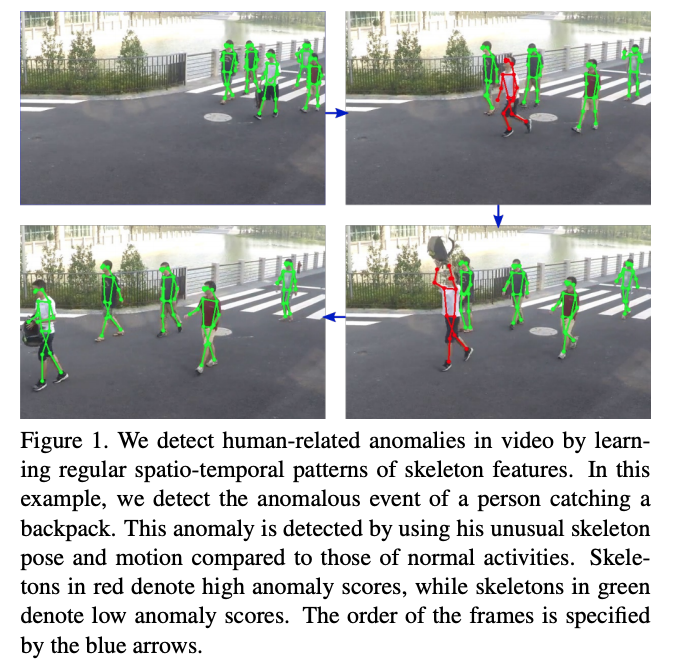 Figure 1. We detect human-related anomalies in video by learn-
ing regular spatio-temporal patterns of skeleton features. In this
example, we detect the anomalous event of a person catching a
backpack. This anomaly is detected by using his unusual skeleton
pose and motion compared to those of normal activities. Skele-
tons in red denote high anomaly scores, while skeletons in green
denote low anomaly scores. The order of the frames is specified
by the blue arrows.